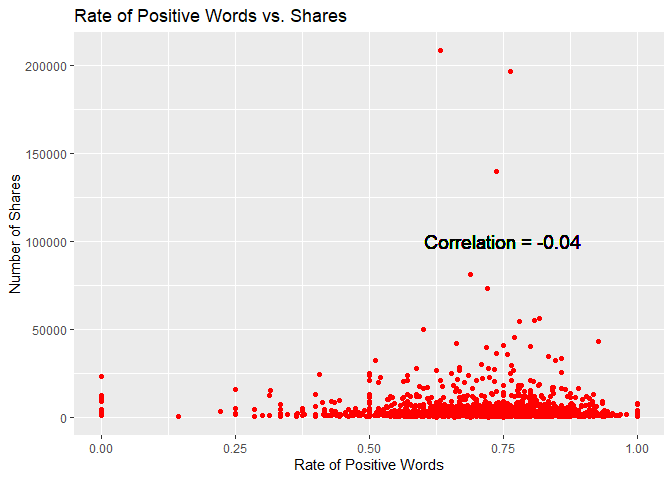 Rate of Positive Words vs. Shares
200000
150000
100000
50000
0
Number of Shares
Correlation = -0.04
0.00 0.25 0.50 0.75 1.00
Rate of Positive Words